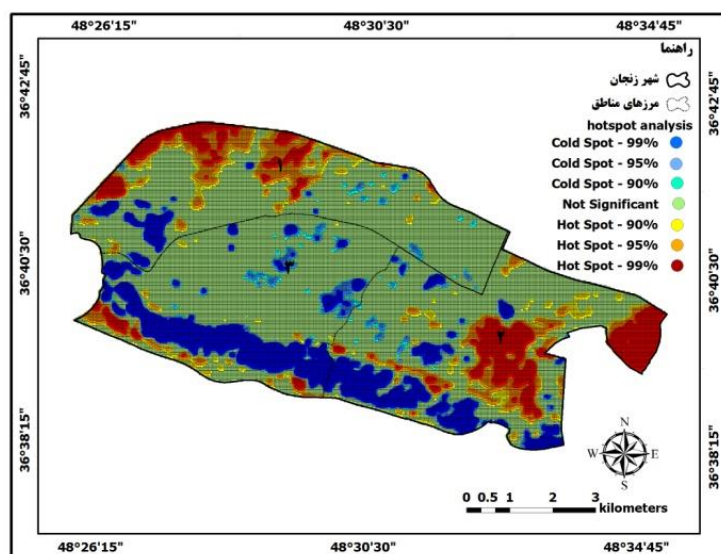 48°26'15" 48°30'30" 48°34'45"
36°42'45"
36°40'30"
36°38'15"
راهنما
شهر زنجان
مرزهای مناطق
hotspot analysis
Cold Spot - 99%
Cold Spot - 95%
Cold Spot - 90%
Not Significant
Hot Spot - 90%
Hot Spot - 95%
Hot Spot - 99%
36°42'45"
36°40'30"
36°38'15"
N
W E
S
0 0.5 1 2 3
kilometers
48°26'15" 48°30'30" 48°34'45"